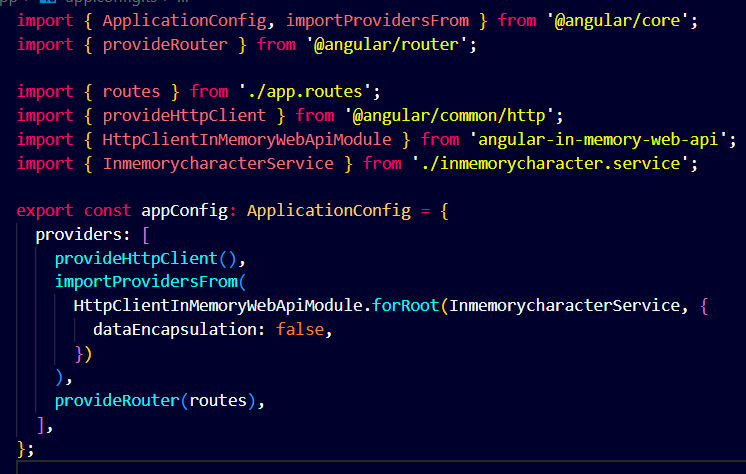 import { ApplicationConfig, importProvidersFrom } from '@angular/core';
import { provideRouter } from '@angular/router';
import { routes } from './app.routes';
import { provideHttpClient } from '@angular/common/http';
import { HttpClientInMemoryWebApiModule } from 'angular-in-memory-web-api';
import { InmemorycharacterService } from './inmemorycharacter.service';
export const appConfig: ApplicationConfig = {
providers: [
provideHttpClient(),
importProvidersFrom(
HttpClientInMemoryWebApiModule.forRoot(InmemorycharacterService, {
dataEncapsulation: false,
})
),
provideRouter(routes),
],
};